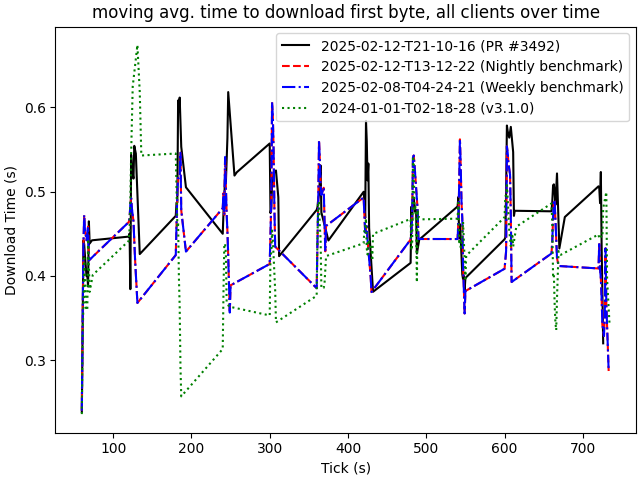 moving avg. time to download first byte, all clients over time
2025-02-12-T21-10-16 (PR #3492)
2025-02-12-T13-12-22 (Nightly benchmark)
2025-02-08-T04-24-21 (Weekly benchmark)
2024-01-01-T02-18-28 (v3.1.0)
Download Time (s)
0.6
0.5
0.4
0.3
100 200 300 400 500 600 700
Tick (s)